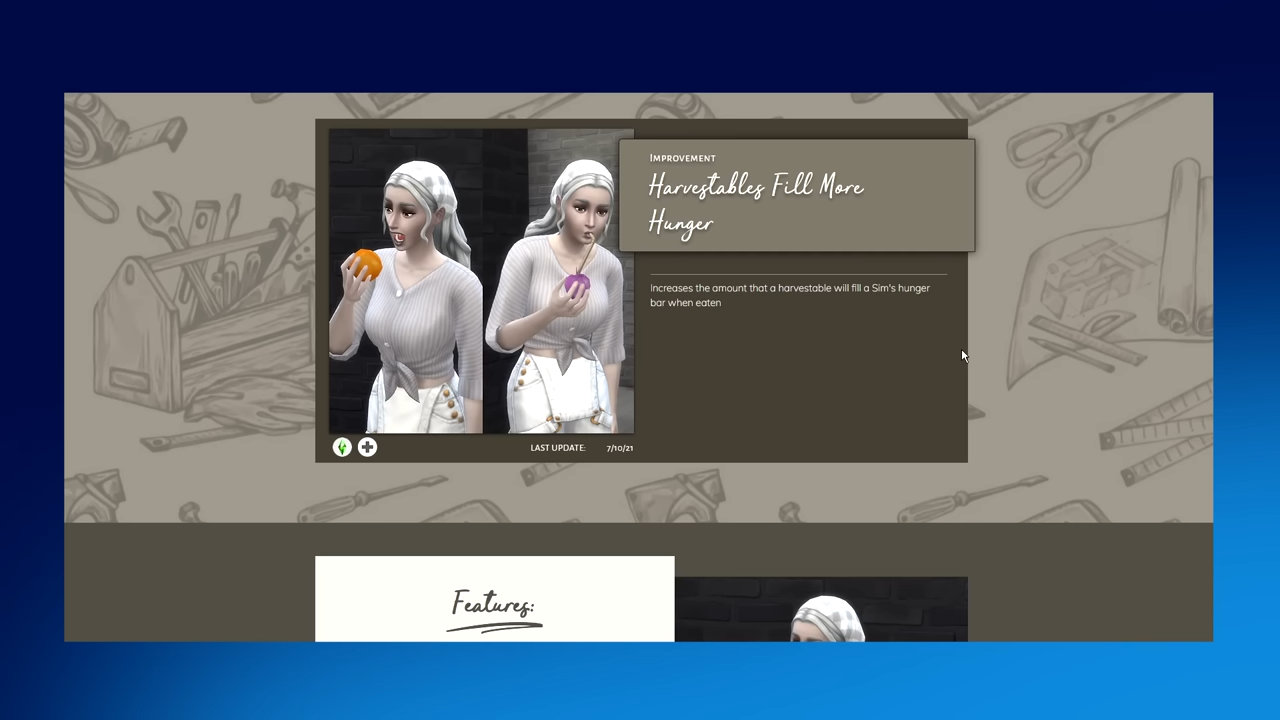 Improvement
Harvestables Fill More
Hunger
Increases the amount that a harvestable will fill a Sim's hunger
bar when eaten
LAST UPDATE: 7/10/21
Features: